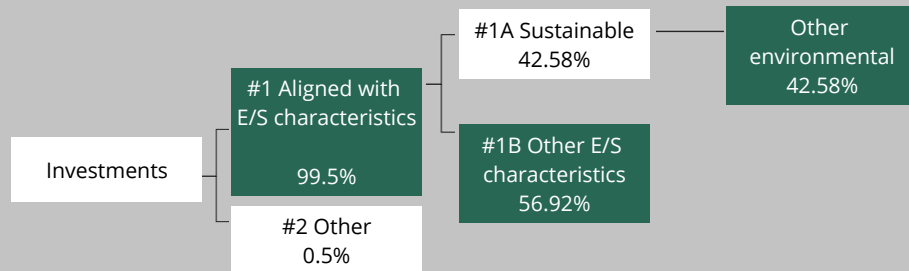 Investments
#1 Aligned with
E/S characteristics
99.5%
#2 Other
0.5%
#1A Sustainable
42.58%
#1B Other E/S
characteristics
56.92%
Other
environmental
42.58%